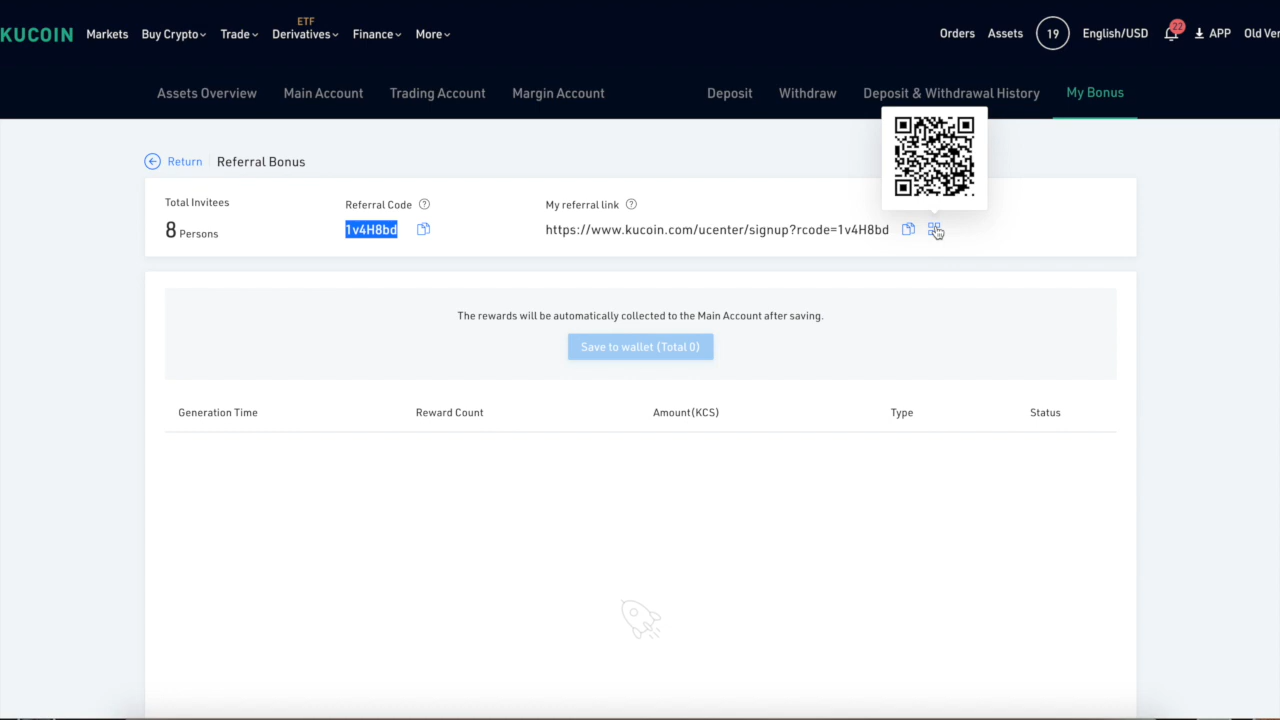 ETF
KUCOIN Markets Buy Crypto Trade Derivatives Finance More Orders Assets 19 English/USD 22 APP Old Ver
Assets Overview Main Account Trading Account Margin Account Deposit Withdraw Deposit & Withdrawal History My Bonus
Return Referral Bonus
Total Invitees Referral Code ? My referral link ?
8 Persons 1v4H8bd https://www.kucoin.com/ucenter/signup?rcode=1v4H8bd
The rewards will be automatically collected to the Main Account after saving.
Save to wallet (Total 0)
Generation Time Reward Count Amount(KCS) Type Status